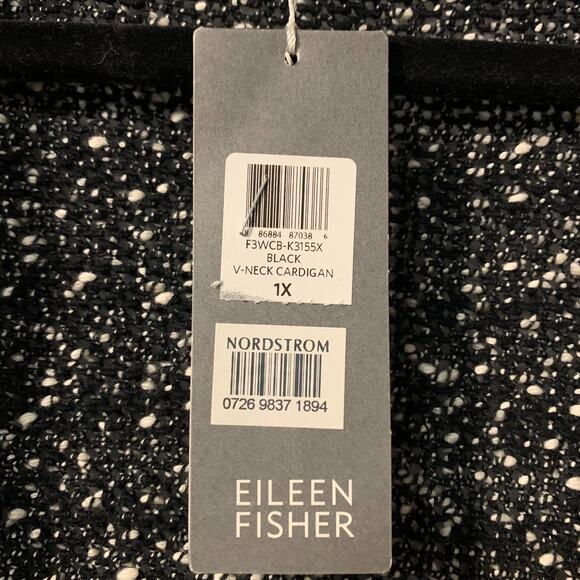 8 86884 87038 6
F3WCB-K3155X
BLACK
V-NECK CARDIGAN
1X
NORDSTROM
0726 9837 1894
EILEEN
FISHER